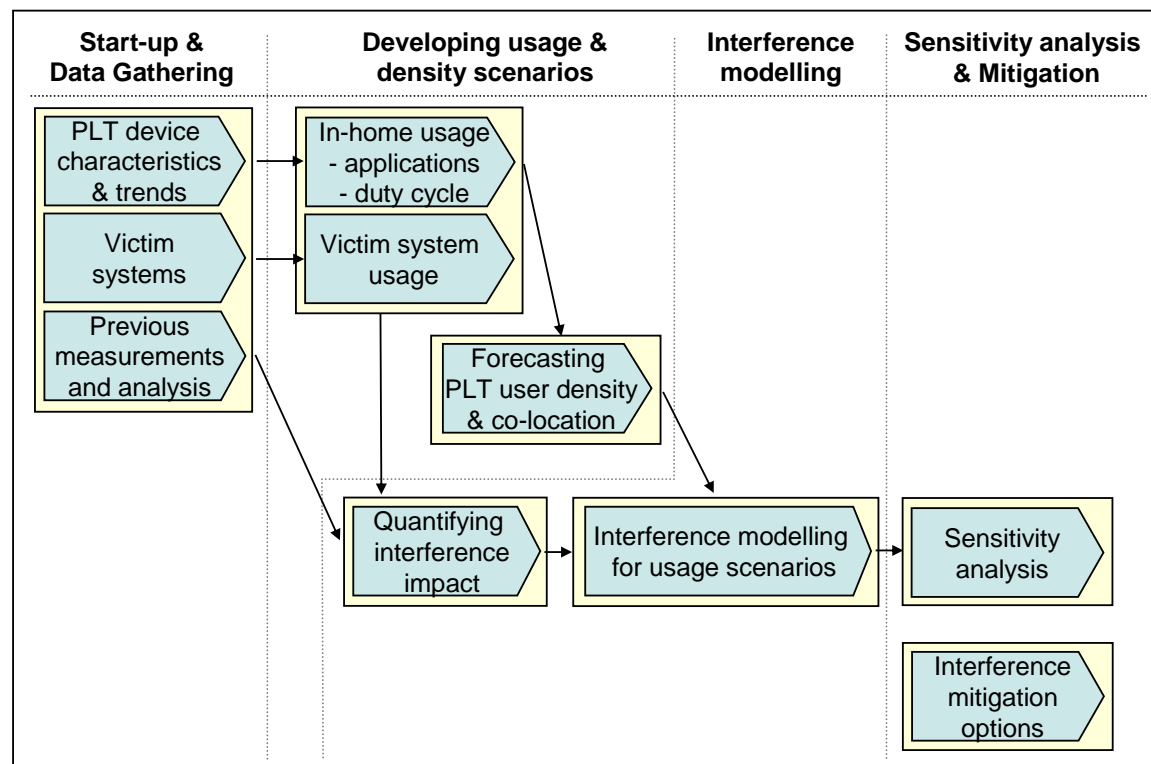 Start-up &
Data Gathering
Developing usage &
density scenarios
Interference
modelling
Sensitivity analysis
& Mitigation
PLT device
characteristics
& trends
Victim
systems
Previous
measurements
and analysis
In-home usage
- applications
- duty cycle
Victim system
usage
Forecasting
PLT user density
& co-location
Quantifying
interference
impact
Interference modelling
for usage scenarios
Sensitivity
analysis
Interference
mitigation
options